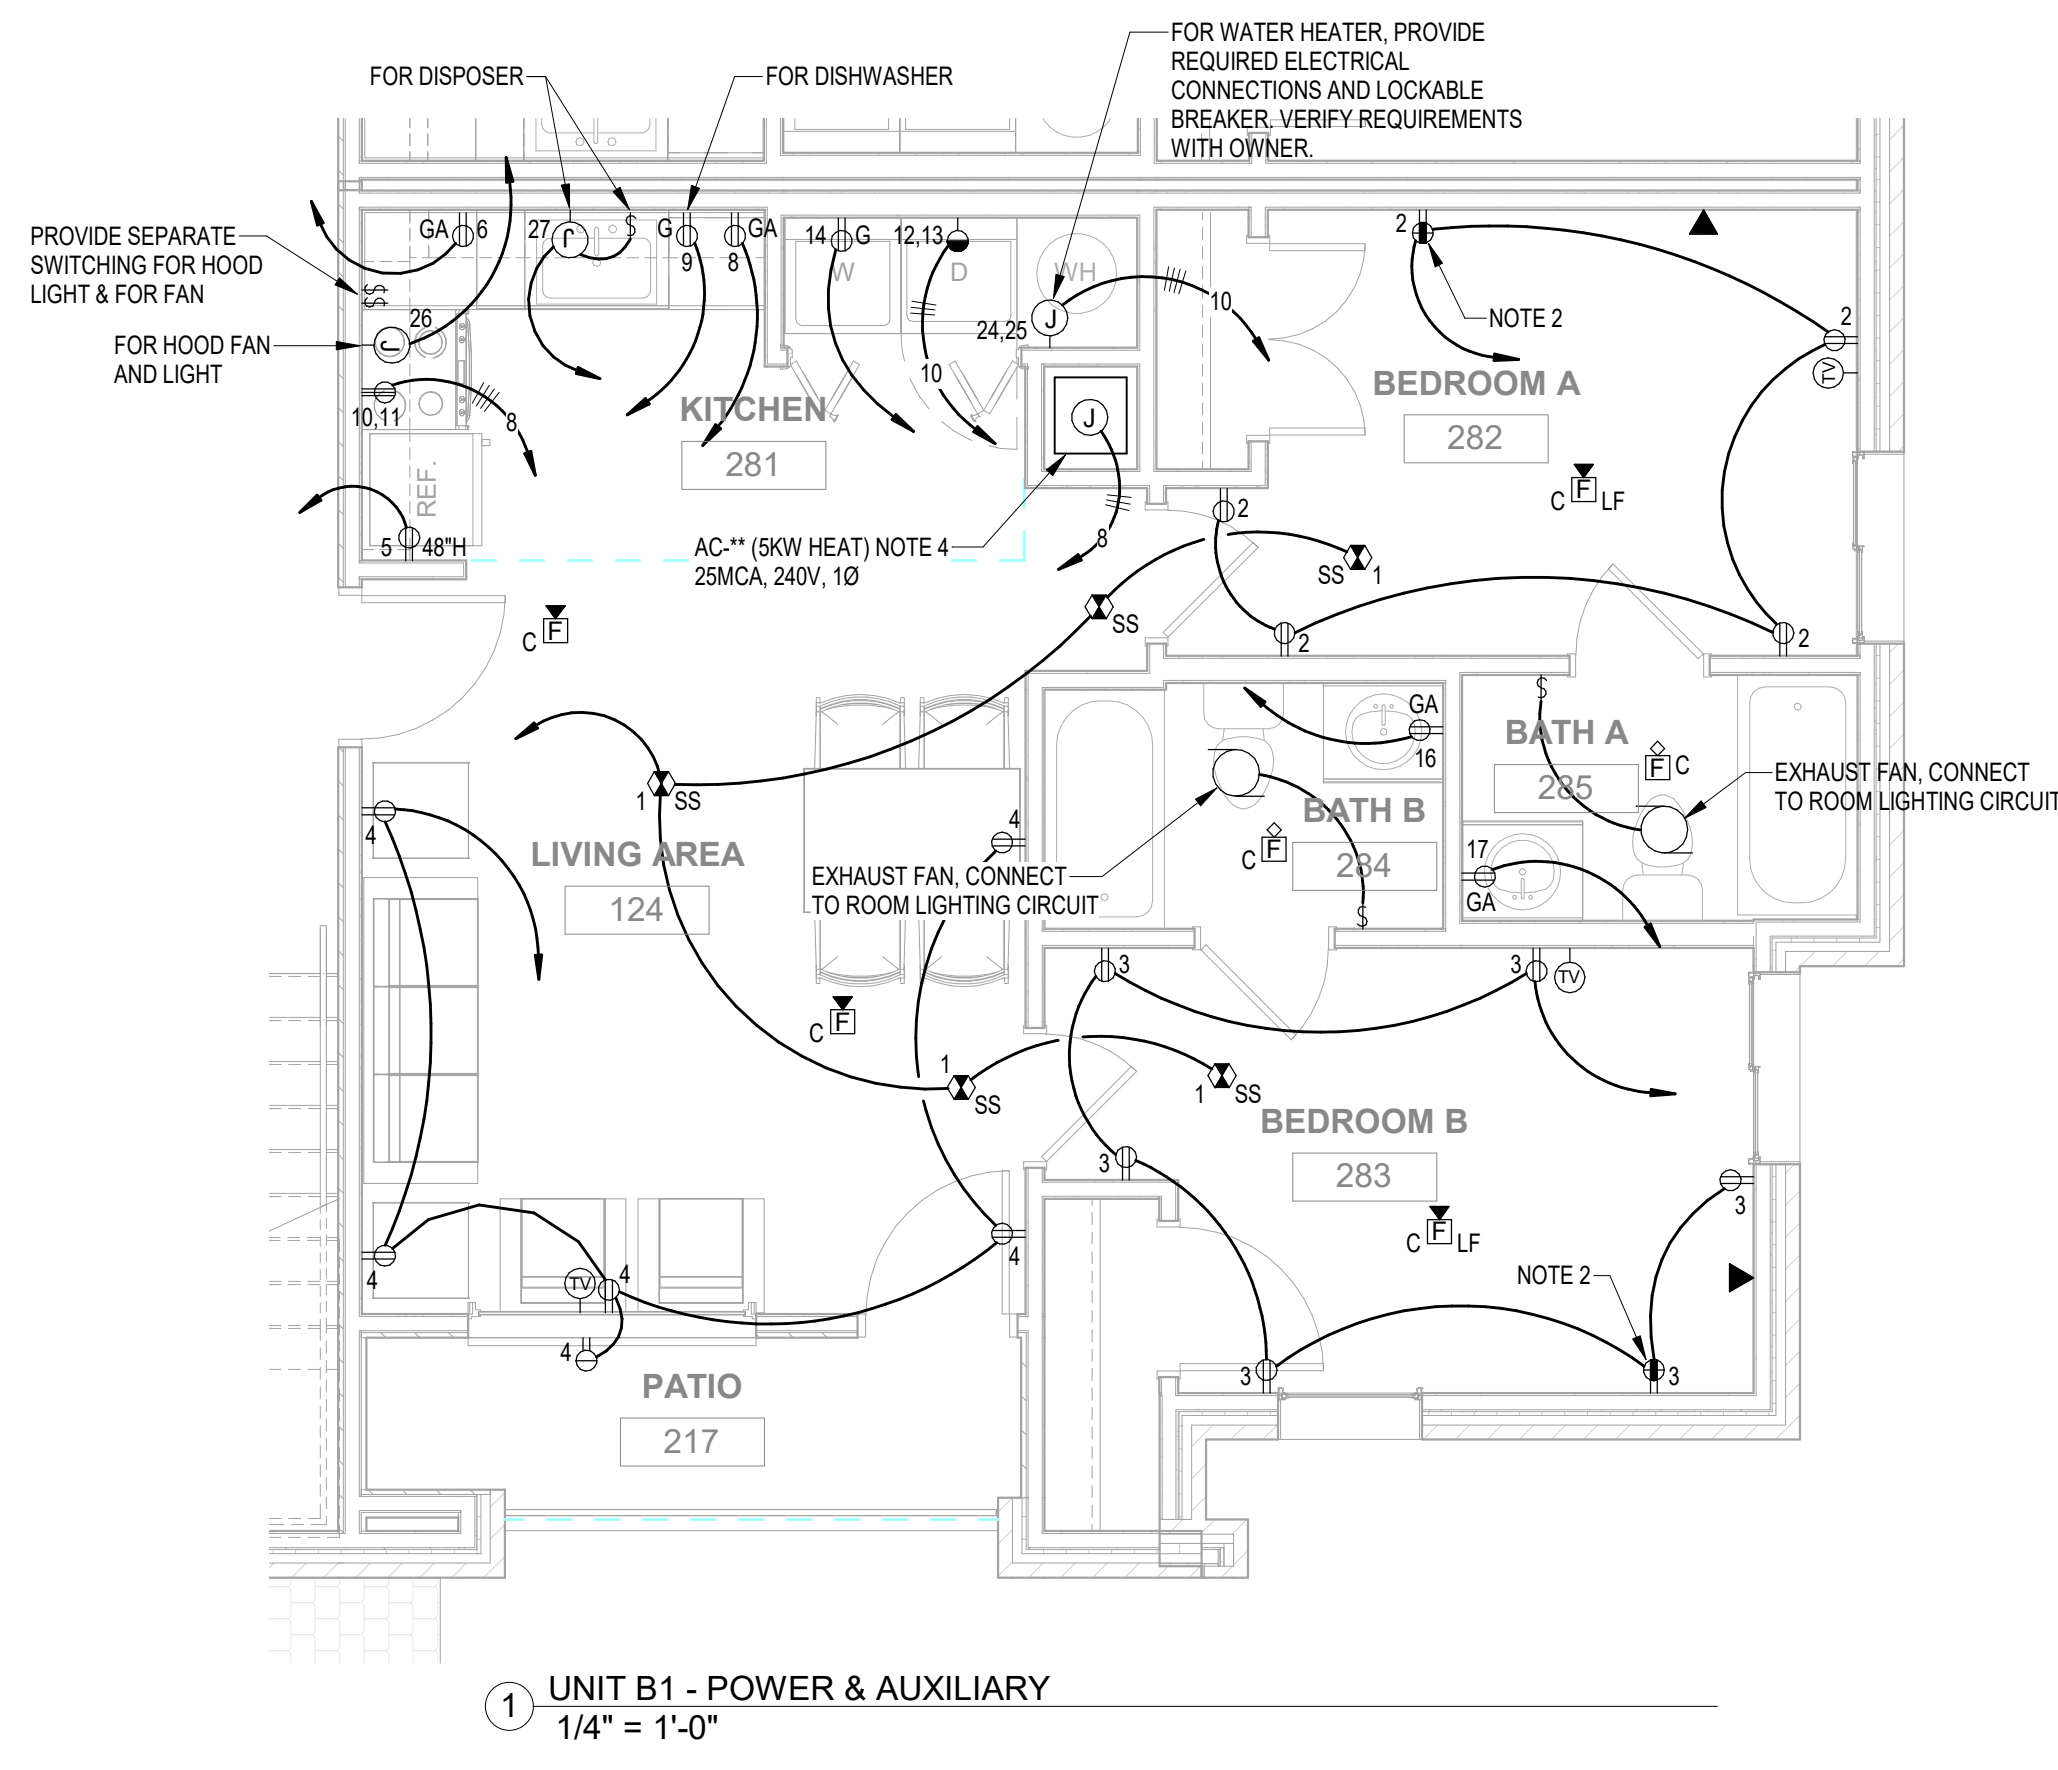 FOR WATER HEATER, PROVIDE
REQUIRED ELECTRICAL
CONNECTIONS AND LOCKABLE
BREAKER. VERIFY REQUIREMENTS
WITH OWNER.
FOR DISPOSER
FOR DISHWASHER
PROVIDE SEPARATE
SWITCHING FOR HOOD
LIGHT & FOR FAN
GA
6
27
$
G
9
GA
8
14
G
12,13
W
D
WH
2
NOTE 2
$$
26
J
J
FOR HOOD FAN
AND LIGHT
10,11
8
10
24,25
J
10
2
TV
KITCHEN
281
J
BEDROOM A
282
REF.
5
48"H
AC-** (5KW HEAT) NOTE 4
25MCA, 240V, 1Ø
8
2
C
F
LF
SS
1
C
F
SS
2
2
1
SS
GA
16
$
BATH A
285
F
C
EXHAUST FAN, CONNECT
TO ROOM LIGHTING CIRCUIT
4
LIVING AREA
124
4
EXHAUST FAN, CONNECT
TO ROOM LIGHTING CIRCUIT
BATH B
284
C
F
$
17
GA
3
3
TV
C
F
1
SS
1
SS
BEDROOM B
283
3
3
C
F
LF
4
TV
4
4
4
NOTE 2
3
3
PATIO
217
1
UNIT B1 - POWER & AUXILIARY
1/4" = 1'-0"